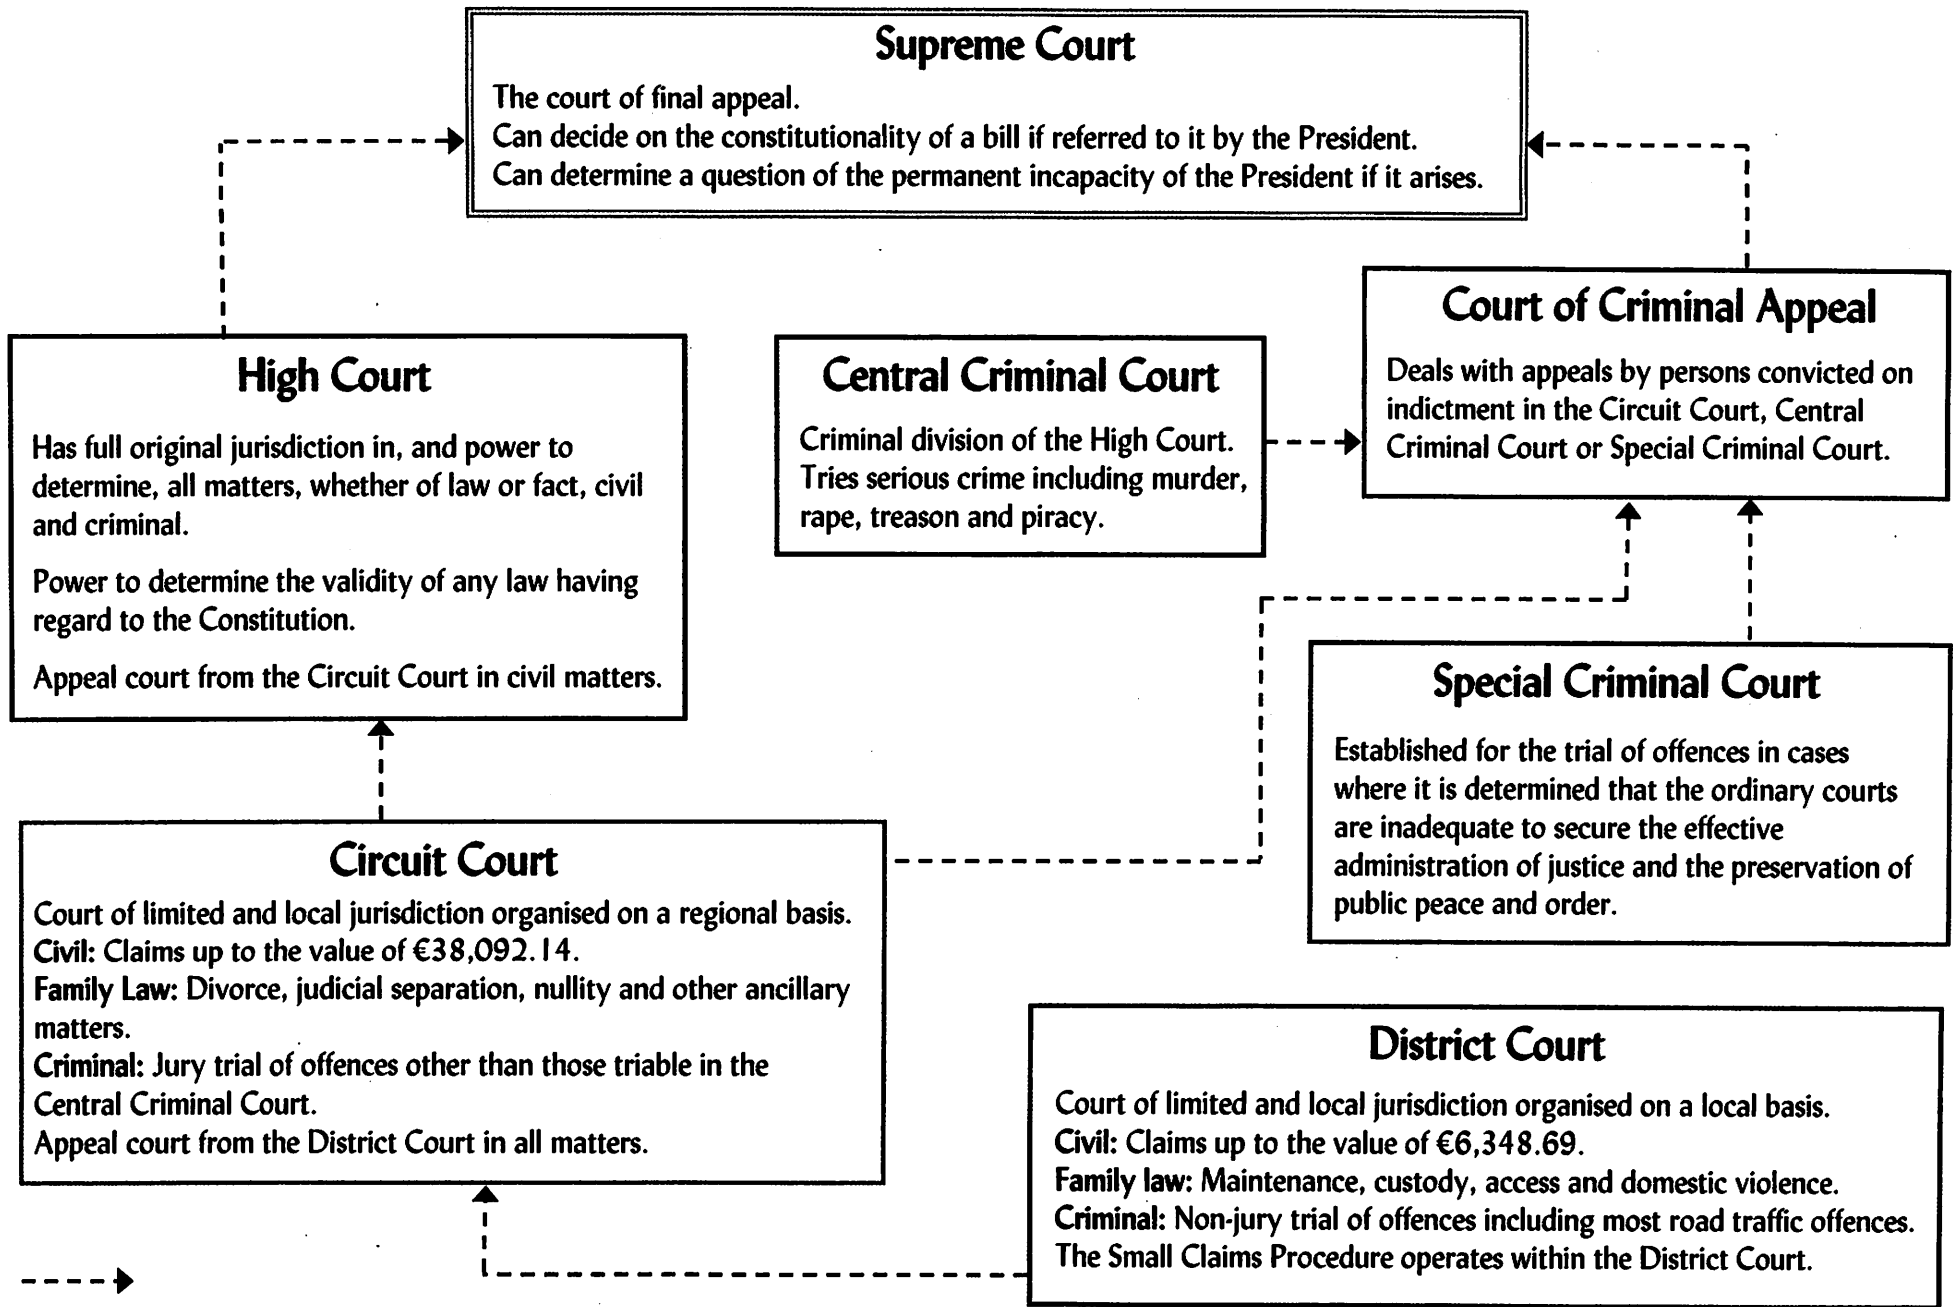 Supreme Court
The court of final appeal.
Can decide on the constitutionality of a bill if referred to it by the President.
Can determine a question of the permanent incapacity of the President if it arises.
Court of Criminal Appeal
Deals with appeals by persons convicted on
indictment in the Circuit Court, Central
Criminal Court or Special Criminal Court.
High Court
Has full original jurisdiction in, and power to
determine, all matters, whether of law or fact, civil
and criminal.
Power to determine the validity of any law having
regard to the Constitution.
Appeal court from the Circuit Court in civil matters.
Central Criminal Court
Criminal division of the High Court.
Tries serious crime including murder,
rape, treason and piracy.
Special Criminal Court
Established for the trial of offences in cases
where it is determined that the ordinary courts
are inadequate to secure the effective
administration of justice and the preservation of
public peace and order.
Circuit Court
Court of limited and local jurisdiction organised on a regional basis.
Civil: Claims up to the value of €38,092.14.
Family Law: Divorce, judicial separation, nullity and other ancillary
matters.
Criminal: Jury trial of offences other than those triable in the
Central Criminal Court.
Appeal court from the District Court in all matters.
District Court
Court of limited and local jurisdiction organised on a local basis.
Civil: Claims up to the value of €6,348.69.
Family law: Maintenance, custody, access and domestic violence.
Criminal: Non-jury trial of offences including most road traffic offences.
The Small Claims Procedure operates within the District Court.